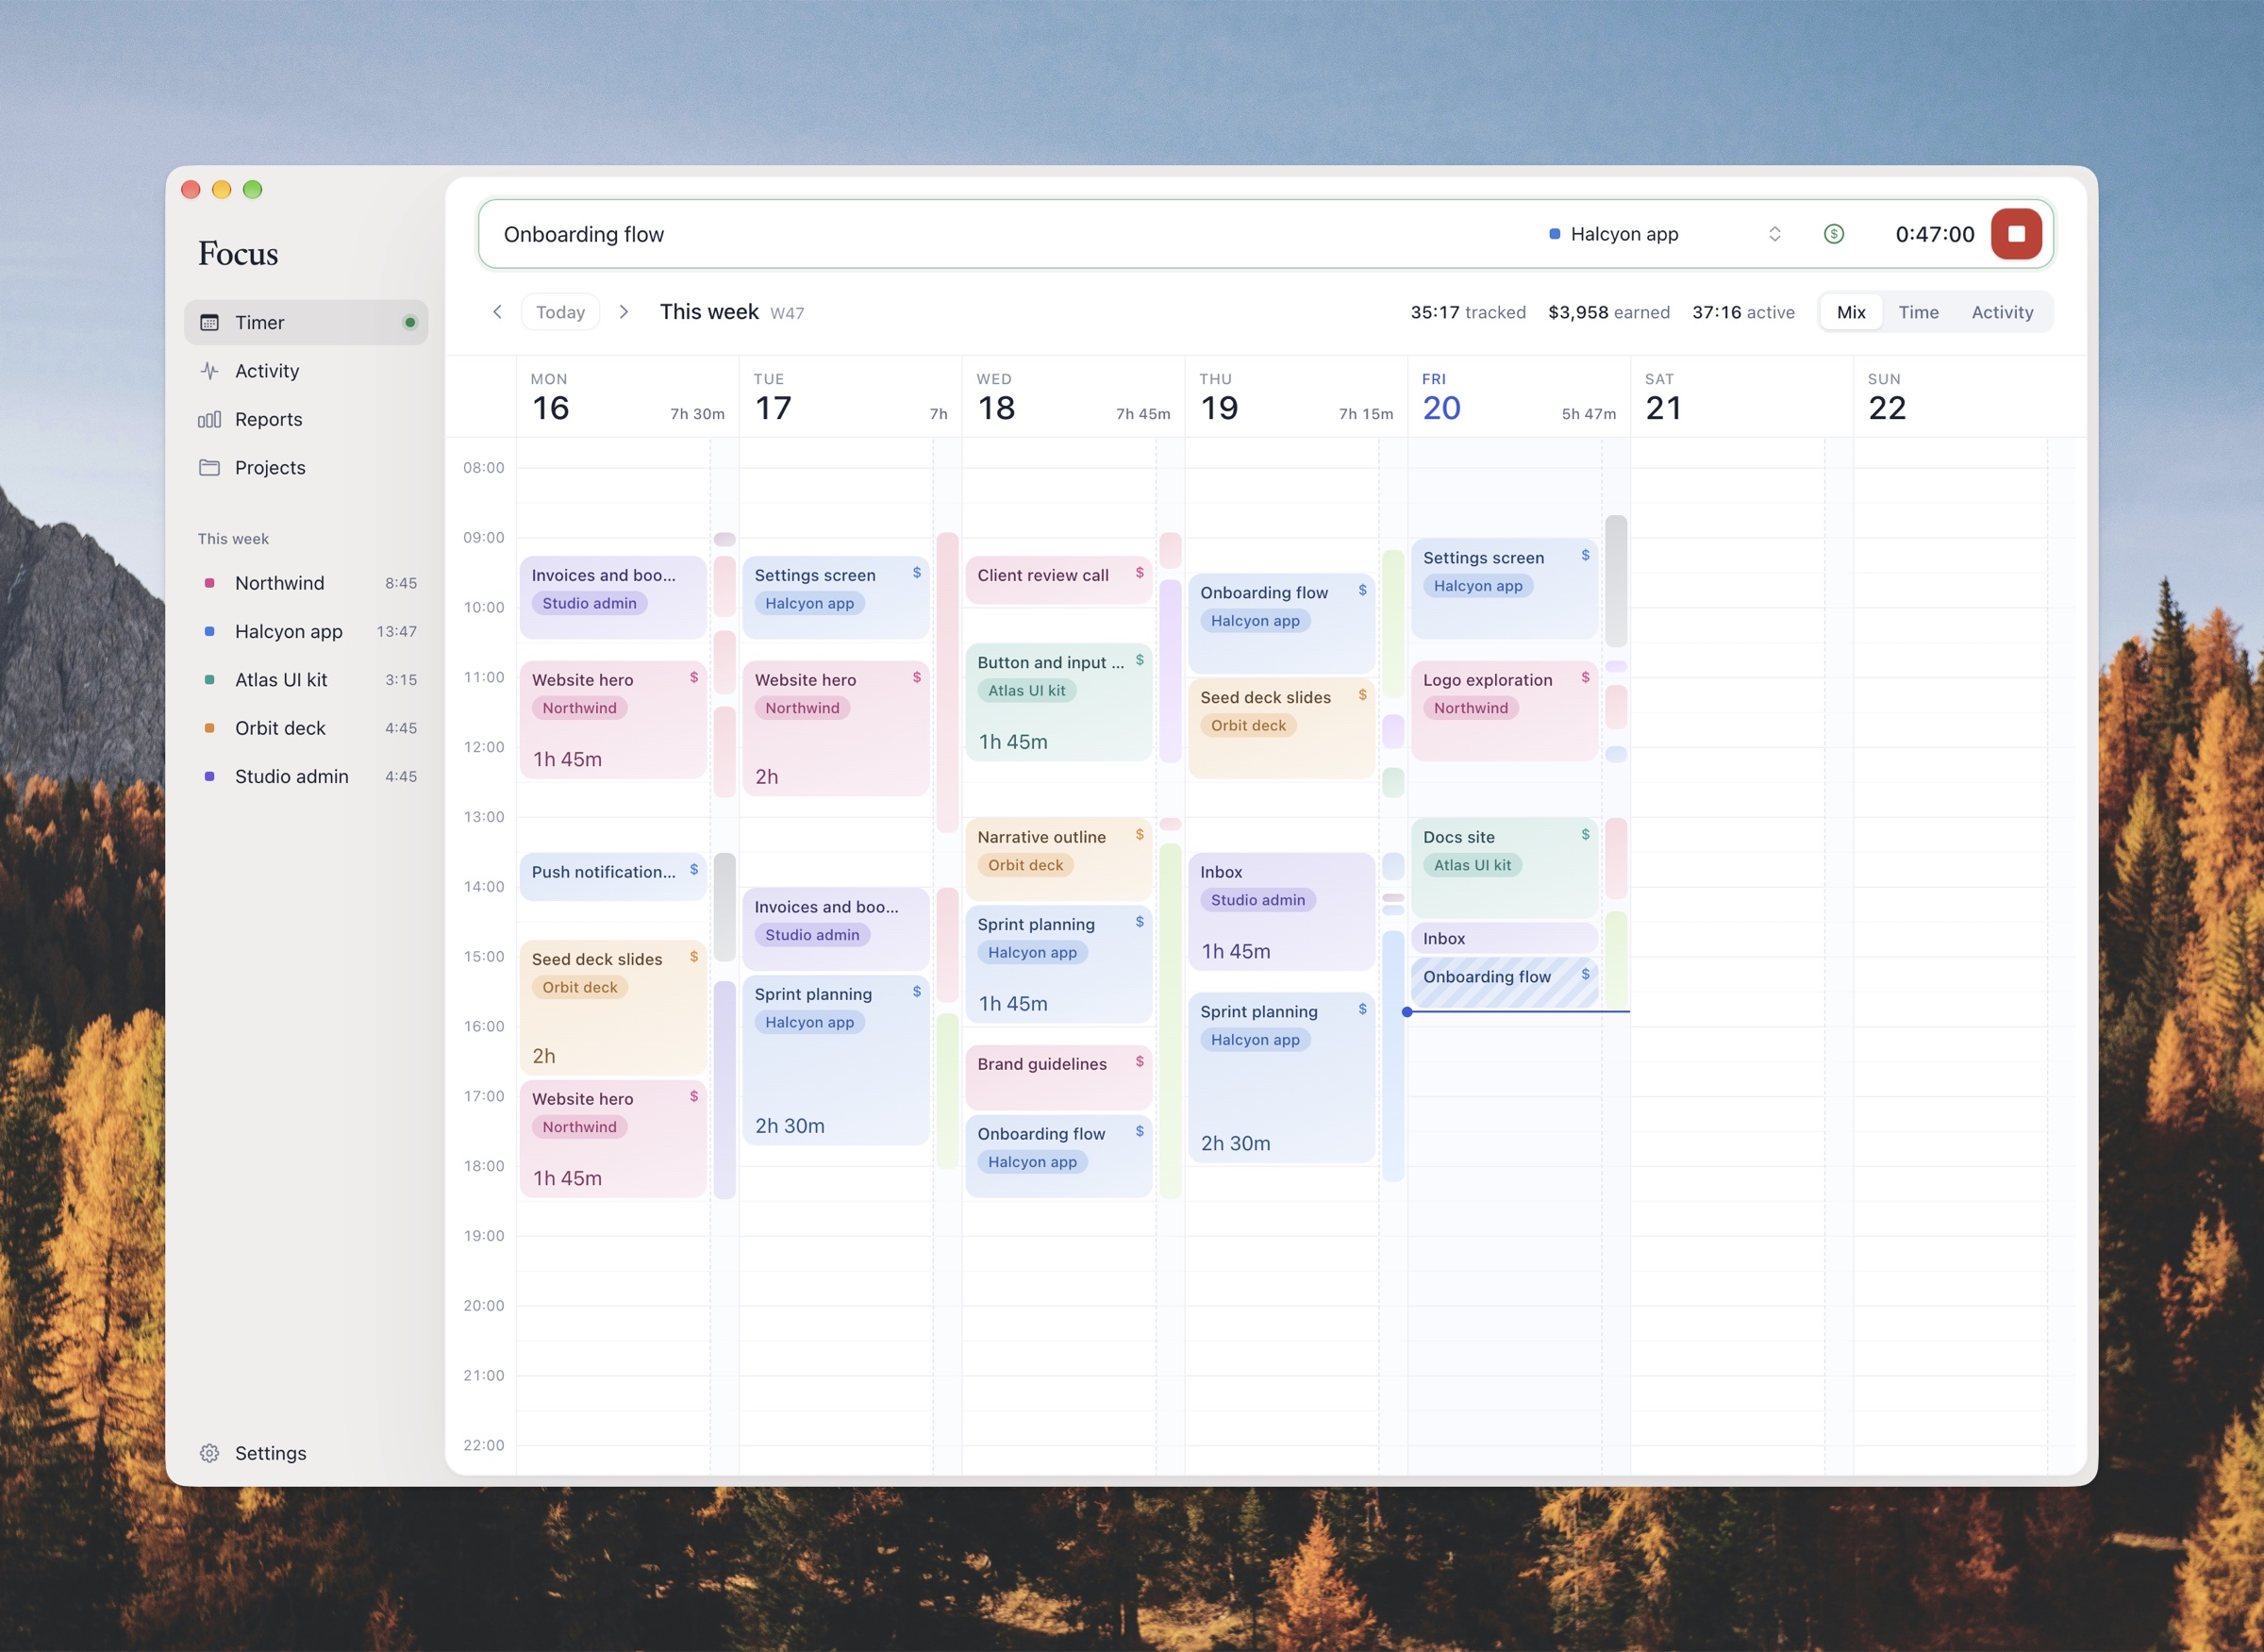 Focus
Timer
Activity
Reports
Projects
This week
Northwind 8:45
Halcyon app 13:47
Atlas UI kit 3:15
Orbit deck 4:45
Studio admin 4:45
Settings
Onboarding flow Halcyon app $ 0:47:00
Today This week W47 35:17 tracked $3,958 earned 37:16 active Mix Time Activity
MON
16 7h 30m
TUE
17 7h
WED
18 7h 45m
THU
19 7h 15m
FRI
20 5h 47m
SAT
21
SUN
22
08:00
09:00
10:00
11:00
12:00
13:00
14:00
15:00
16:00
17:00
18:00
19:00
20:00
21:00
22:00
Invoices and boo...
Studio admin
Website hero $
Northwind
1h 45m
Push notification... $
Seed deck slides $
Orbit deck
2h
Website hero $
Northwind
1h 45m
Settings screen $
Halcyon app
Website hero $
Northwind
2h
Invoices and boo...
Studio admin
Sprint planning $
Halcyon app
2h 30m
Client review call $
Button and input ... $
Atlas UI kit
1h 45m
Narrative outline $
Orbit deck
Sprint planning $
Halcyon app
1h 45m
Brand guidelines $
Onboarding flow $
Halcyon app
Onboarding flow $
Halcyon app
Seed deck slides $
Orbit deck
Inbox
Studio admin
1h 45m
Sprint planning $
Halcyon app
2h 30m
Settings screen $
Halcyon app
Logo exploration $
Northwind
Docs site $
Atlas UI kit
Inbox
Onboarding flow $